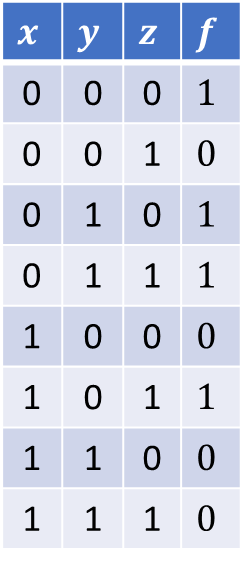 x y z f
0 0 0 1
0 0 1 0
0 1 0 1
0 1 1 1
1 0 0 0
1 0 1 1
1 1 0 0
1 1 1 0